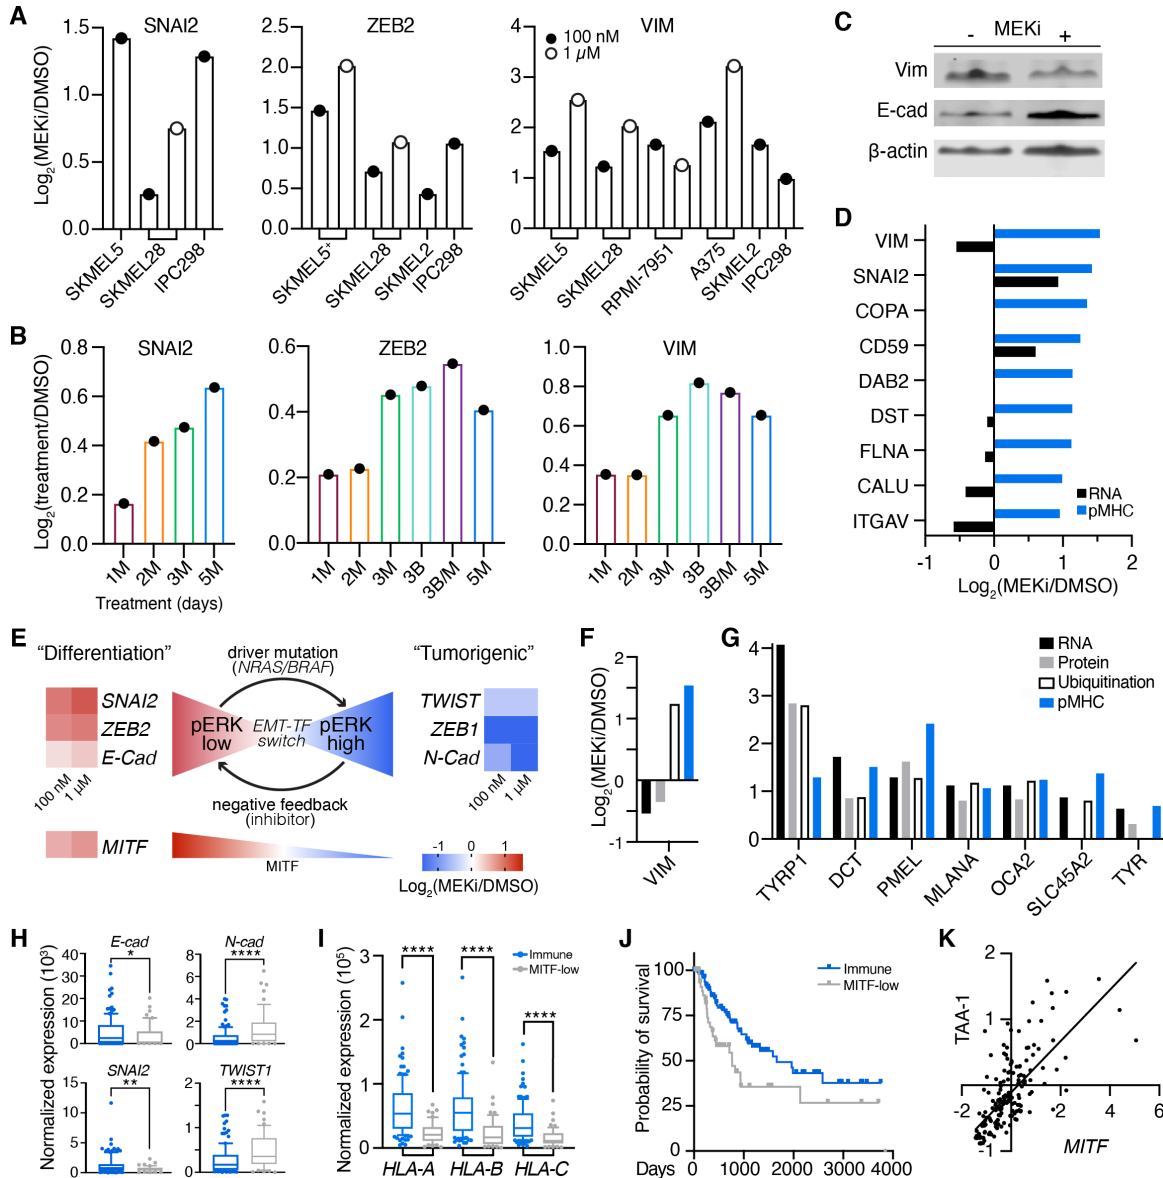 A
SNAI2
Log2(MEKi/DMSO)
1.5
1.0
0.5
0.0
SKMEL5
SKMEL28
IPC298
ZEB2
2.5
2.0
1.5
1.0
0.5
0.0
SKMEL5+
SKMEL28
SKMEL2
IPC298
VIM
100 nM
1 µM
4
3
2
1
0
SKMEL5
SKMEL28
RPMI-7951
A375
SKMEL2
IPC298
B
SNAI2
Log2(treatment/DMSO)
0.8
0.6
0.4
0.2
0.0
1M
2M
3M
5M
Treatment (days)
ZEB2
0.6
0.4
0.2
0.0
1M
2M
3M
3B
3B/M
5M
VIM
1.0
0.8
0.6
0.4
0.2
0.0
1M
2M
3M
3B
3B/M
5M
C
MEKi
- +
Vim
E-cad
β-actin
D
VIM
SNAI2
COPA
CD59
DAB2
DST
FLNA
CALU
ITGAV
RNA
pMHC
-1 0 1 2
Log2(MEKi/DMSO)
E
“Differentiation”
driver mutation
(NRAS/BRAF)
“Tumorigenic”
SNAI2
ZEB2
E-Cad
100 nM
1 µM
pERK
low
EMT-TF
switch
pERK
high
TWIST
ZEB1
N-Cad
100 nM
1 µM
negative feedback
(inhibitor)
MITF
MITF
-1 0 1
Log2(MEKi/DMSO)
F
Log2(MEKi/DMSO)
2
1
0
-1
VIM
G
RNA
Protein
Ubiquitination
pMHC
4
3
2
1
0
TYRP1
DCT
PMEL
MLANA
OCA2
SLC45A2
TYR
H
Normalized expression (10³)
E-cad
*
40
30
20
10
0
N-cad
****
8
6
4
2
0
SNAI2
**
15
10
5
0
TWIST1
****
2
1
0
I
Normalized expression (10⁵)
3
2
1
0
****
****
****
Immune
MITF-low
HLA-A
HLA-B
HLA-C
J
Probability of survival
100
75
50
25
0
Immune
MITF-low
Days 0 1000 2000 3000 4000
K
TAA-1
2
1
-1
-2 2 4 6
MITF